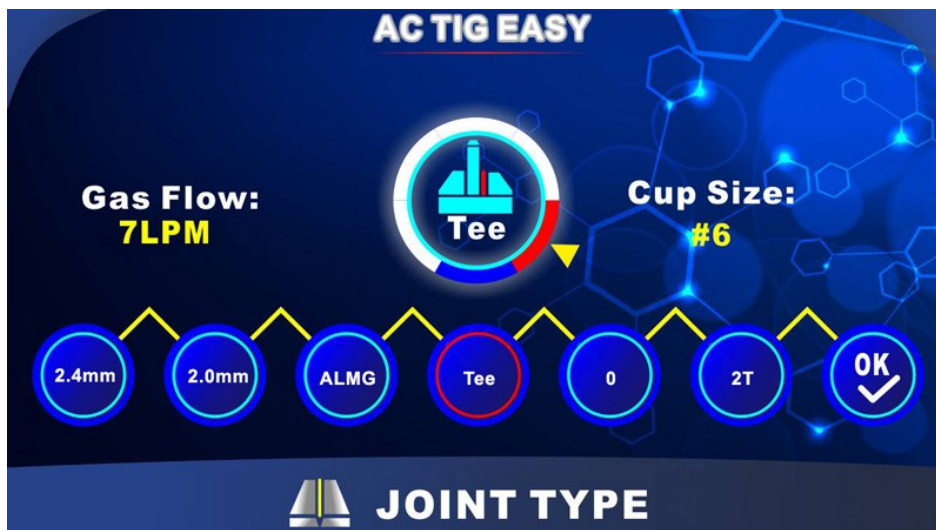 AC TIG EASY
Gas Flow:
7LPM
Tee
Cup Size:
#6
2.4mm
2.0mm
ALMG
Tee
0
2T
OK
JOINT TYPE